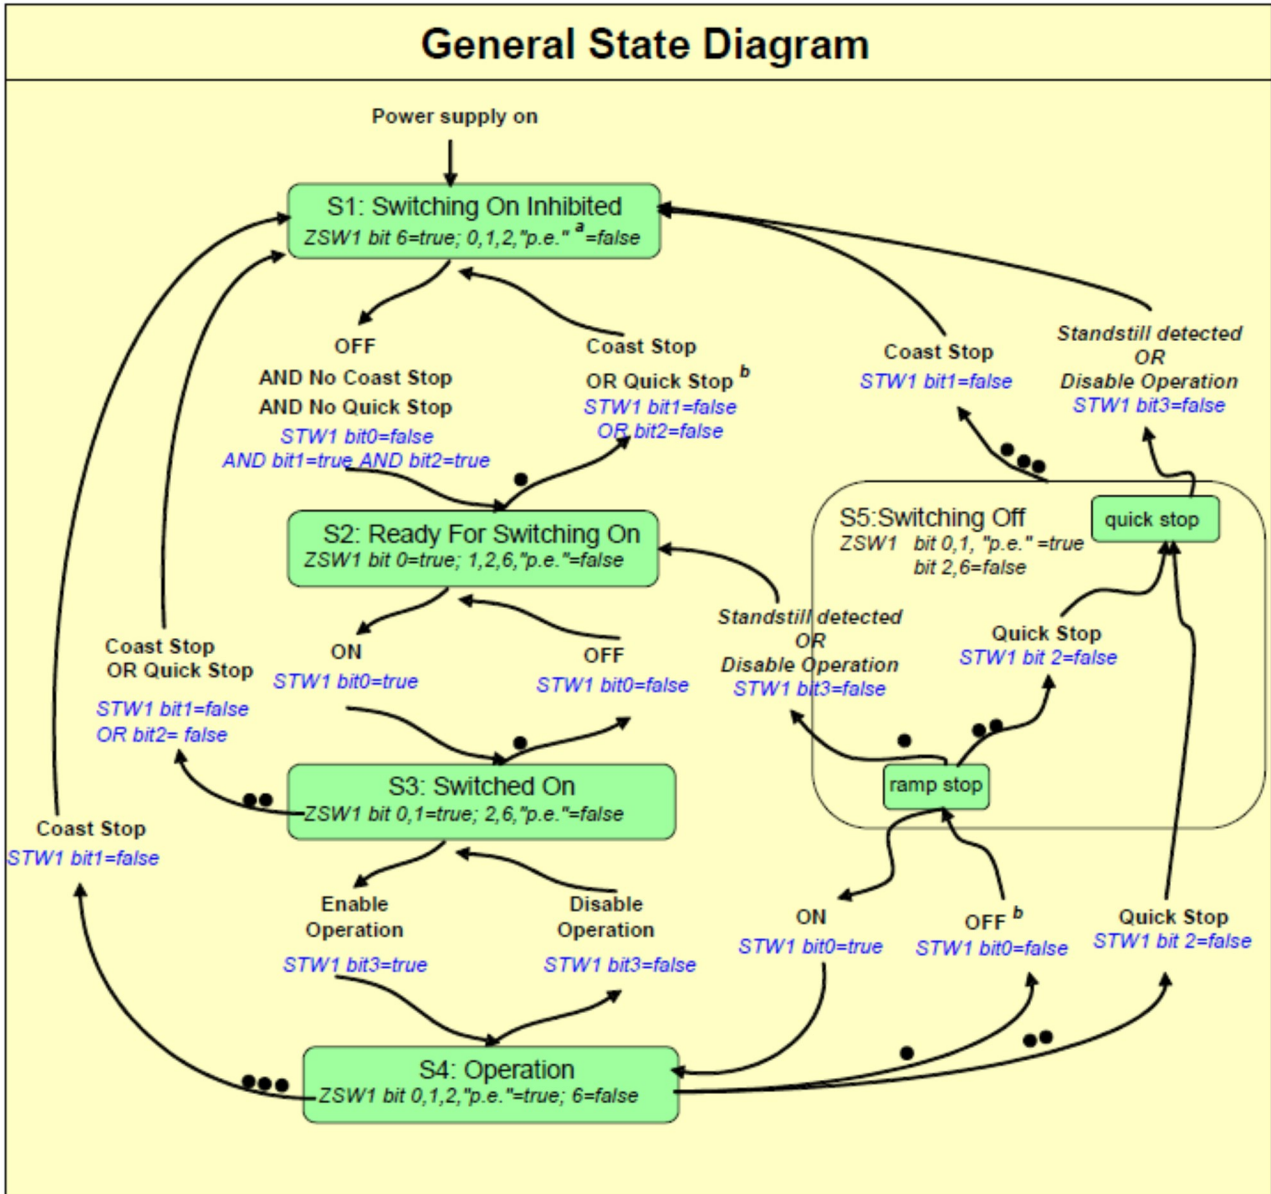 General State Diagram
Power supply on
S1: Switching On Inhibited
ZSW1 bit 6=true; 0,1,2,"p.e." a =false
OFF
AND No Coast Stop
AND No Quick Stop
STW1 bit0=false
AND bit1=true AND bit2=true
Coast Stop
OR Quick Stop b
STW1 bit1=false
OR bit2=false
Coast Stop
STW1 bit1=false
Standstill detected
OR
Disable Operation
STW1 bit3=false
S2: Ready For Switching On
ZSW1 bit 0=true; 1,2,6,"p.e."=false
S5:Switching Off
ZSW1 bit 0,1, "p.e." =true
bit 2,6=false
quick stop
Coast Stop
OR Quick Stop
STW1 bit1=false
OR bit2= false
ON
STW1 bit0=true
OFF
STW1 bit0=false
Standstill detected
OR
Disable Operation
STW1 bit3=false
Quick Stop
STW1 bit 2=false
ramp stop
S3: Switched On
ZSW1 bit 0,1=true; 2,6,"p.e."=false
Coast Stop
STW1 bit1=false
Enable
Operation
STW1 bit3=true
Disable
Operation
STW1 bit3=false
ON
STW1 bit0=true
OFF b
STW1 bit0=false
Quick Stop
STW1 bit 2=false
S4: Operation
ZSW1 bit 0,1,2,"p.e."=true; 6=false